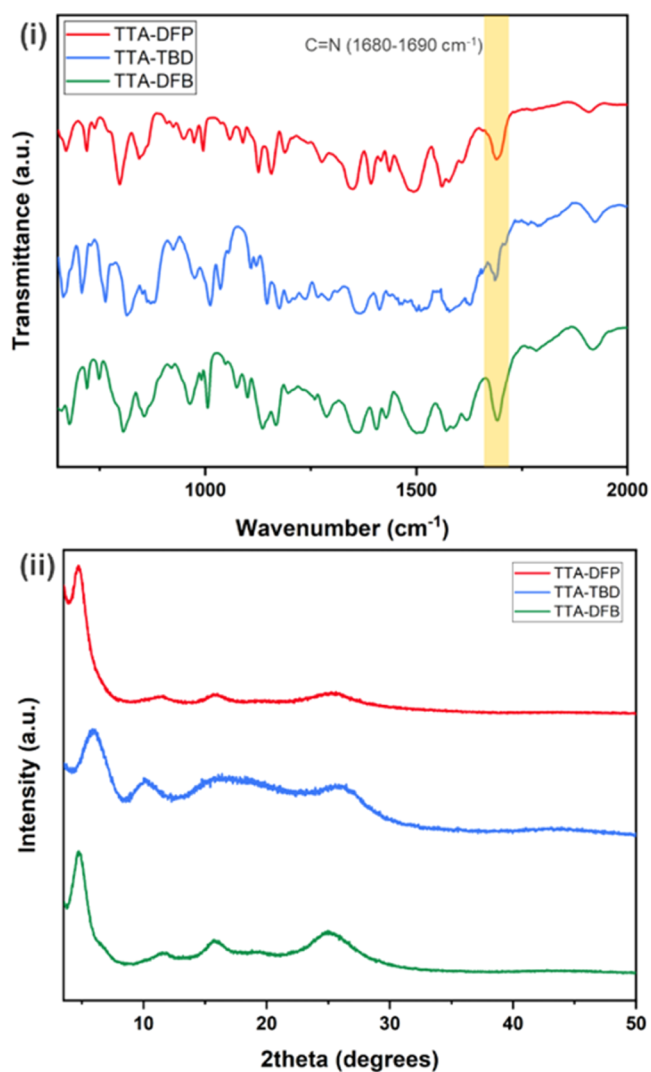 (i)
TTA-DFP
TTA-TBD
TTA-DFB
C=N (1680-1690 cm⁻¹)
Transmittance (a.u.)
1000 1500 2000
Wavenumber (cm⁻¹)
(ii)
TTA-DFP
TTA-TBD
TTA-DFB
Intensity (a.u.)
10 20 30 40 50
2theta (degrees)